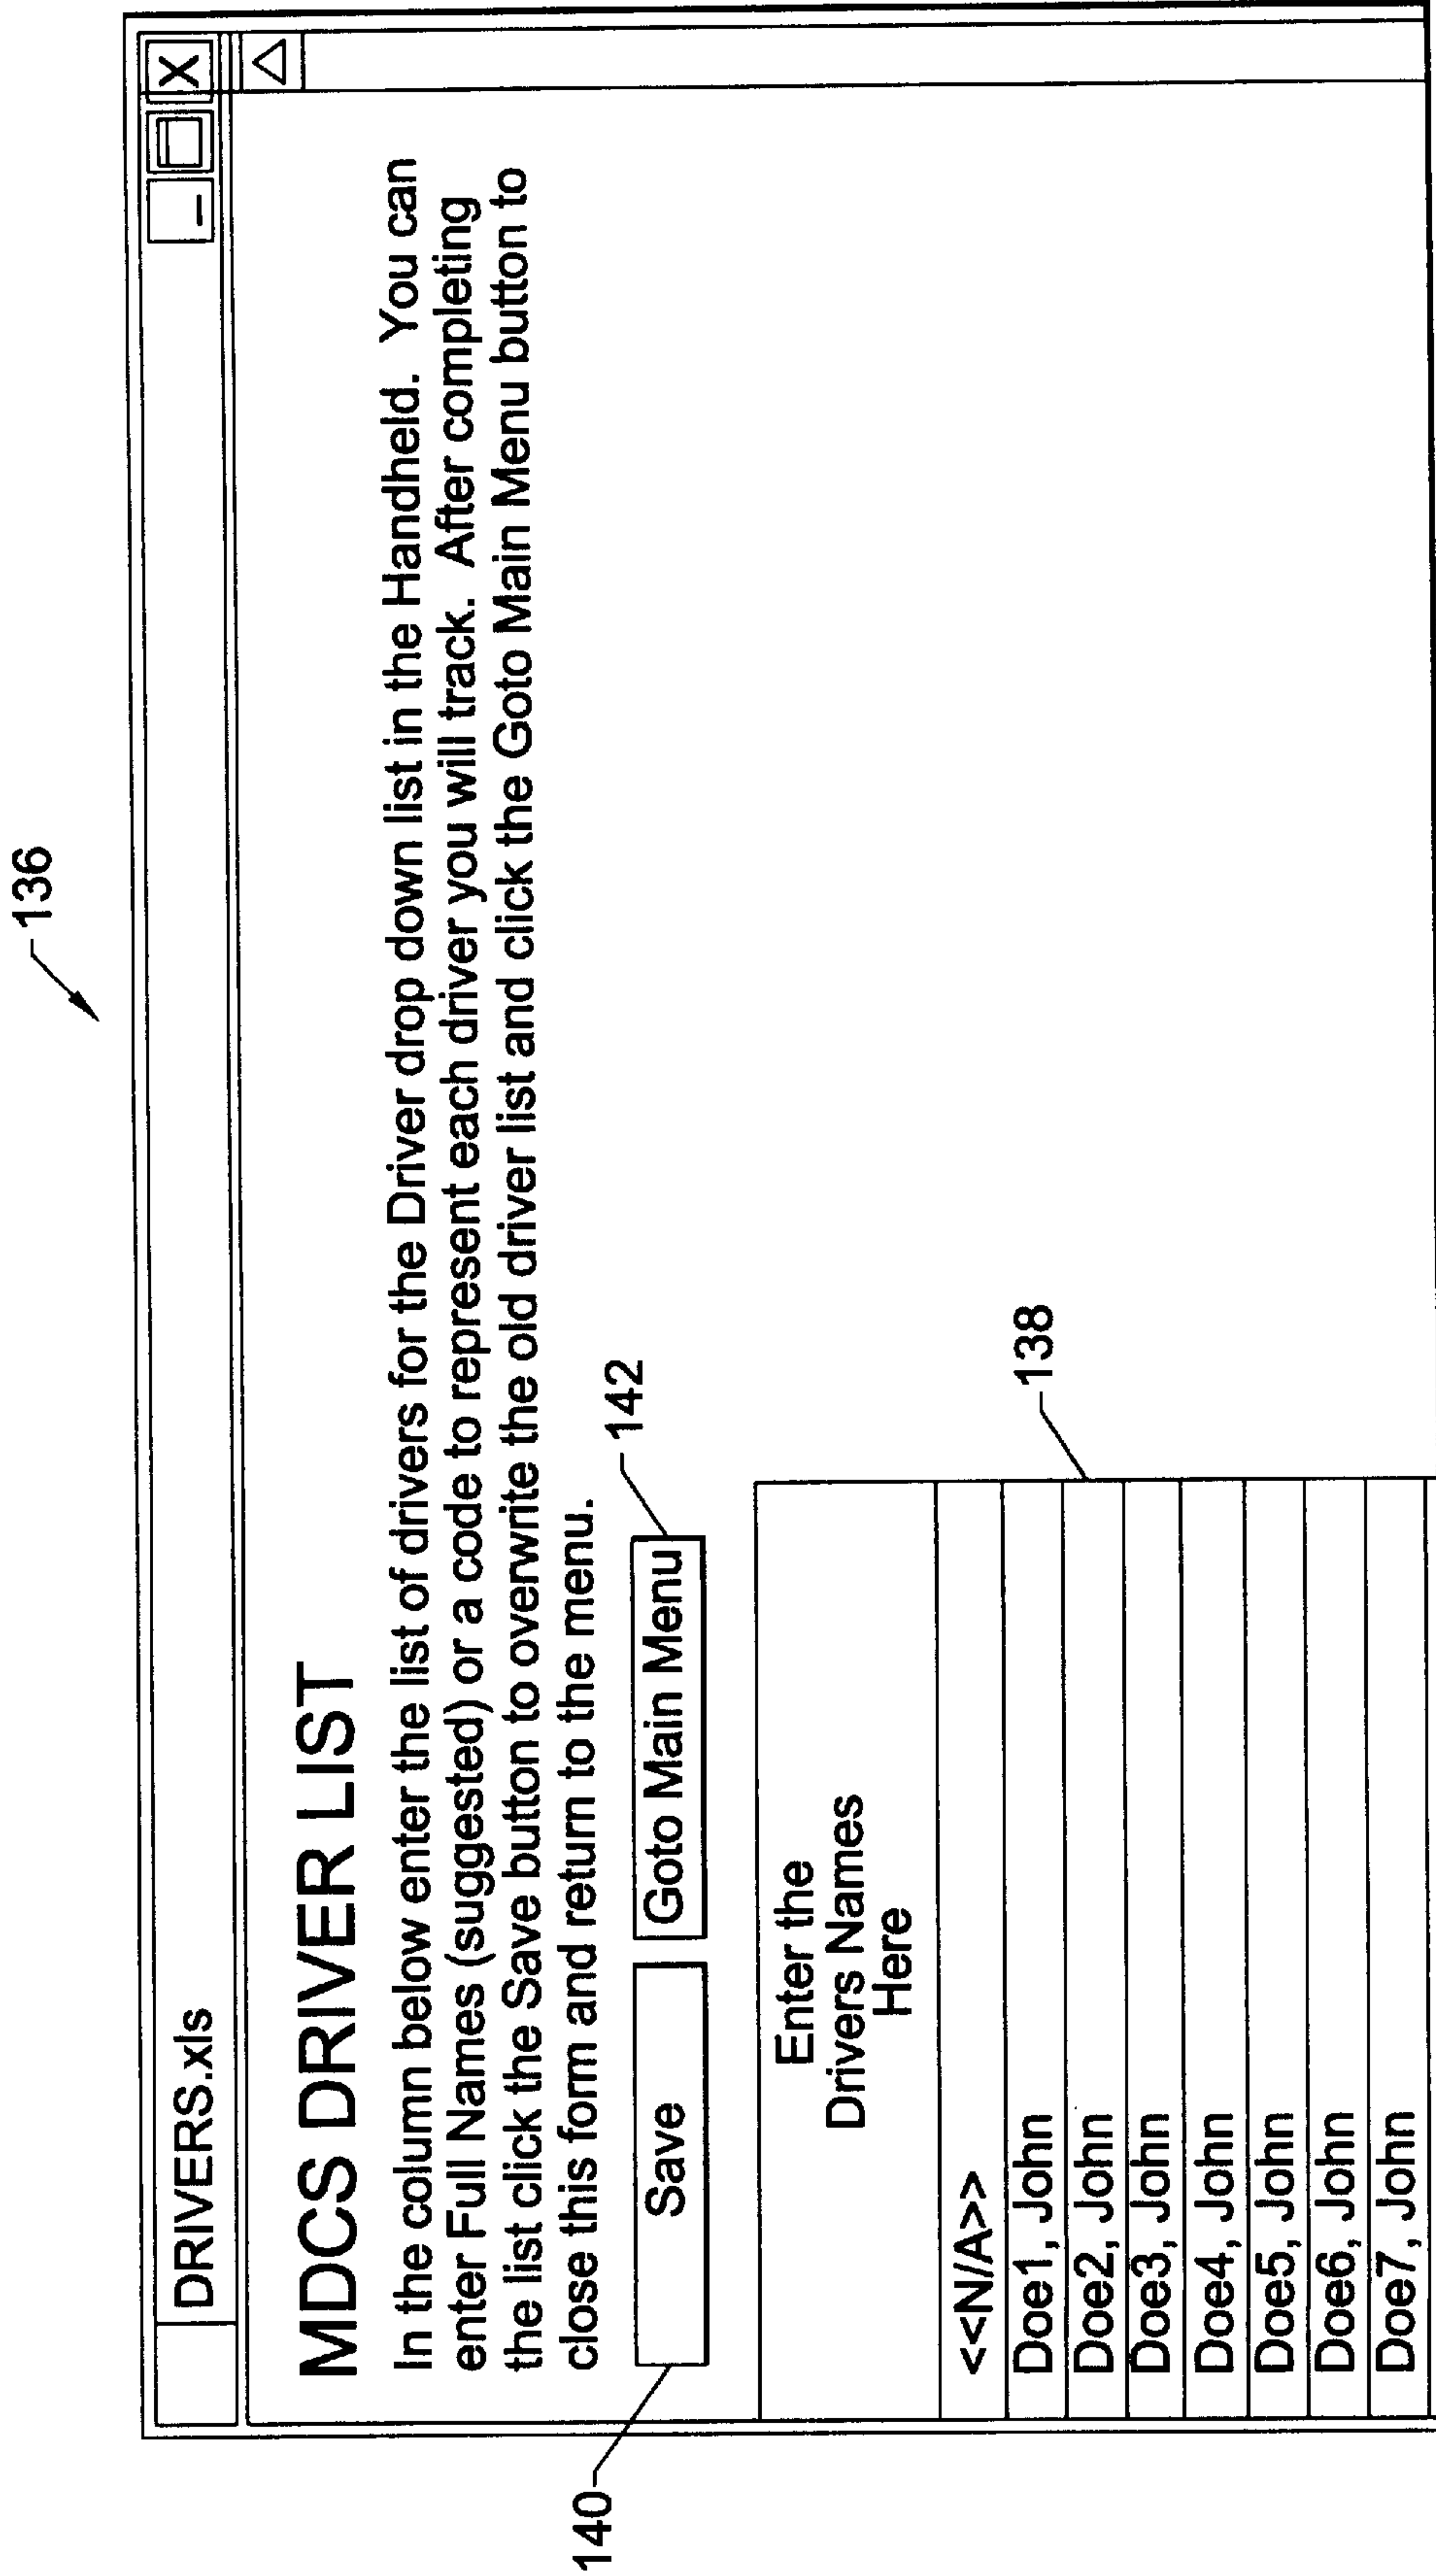 136
DRIVERS.xls
_ X
MDCS DRIVER LIST
In the column below enter the list of drivers for the Driver drop down list in the Handheld. You can
enter Full Names (suggested) or a code to represent each driver you will track. After completing
the list click the Save button to overwrite the old driver list and click the Goto Main Menu button to
close this form and return to the menu.
142
140
Save
Goto Main Menu
Enter the
Drivers Names
Here
138
<<N/A>>
Doe1, John
Doe2, John
Doe3, John
Doe4, John
Doe5, John
Doe6, John
Doe7, John